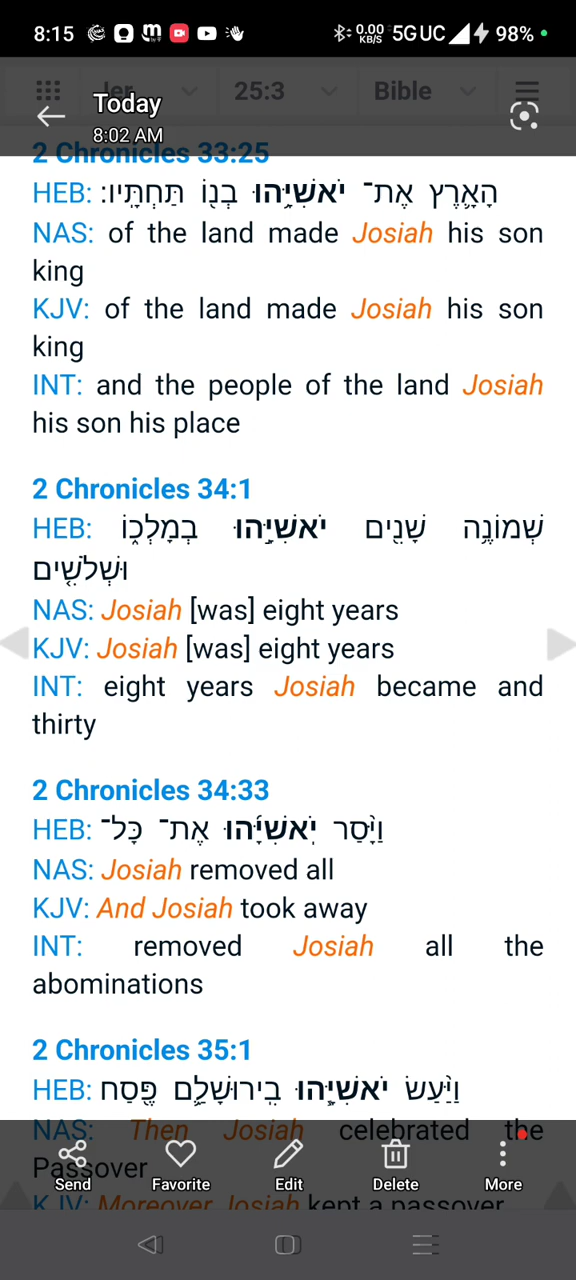 8:15
0.00 KB/S 5G UC 98%
Jer 25:3 Bible
Today
8:02 AM
2 Chronicles 33:25
HEB: הָאָ֛רֶץ אֶת־ יֹאשִׁיָּ֥הוּ בְנ֖וֹ תַּחְתָּֽיו׃
NAS: of the land made Josiah his son
king
KJV: of the land made Josiah his son
king
INT: and the people of the land Josiah
his son his place
2 Chronicles 34:1
HEB: שְׁמוֹנֶ֥ה שָׁנִ֖ים יֹאשִׁיָּ֣הוּ בְמָלְכ֑וֹ
וּשְׁלֹשִׁ֤ים
NAS: Josiah [was] eight years
KJV: Josiah [was] eight years
INT: eight years Josiah became and
thirty
2 Chronicles 34:33
HEB: וַיָּ֨סַר יֹֽאשִׁיָּ֜הוּ אֶת־ כָּל־
NAS: Josiah removed all
KJV: And Josiah took away
INT: removed Josiah all the
abominations
2 Chronicles 35:1
HEB: וַיַּ֨עַשׂ יֹאשִׁיָּ֧הוּ בִֽירוּשָׁלִַ֛ם פֶּ֖סַח
NAS: Then Josiah celebrated the
Passover
KJV: Moreover Josiah kept a passover
Send Favorite Edit Delete More